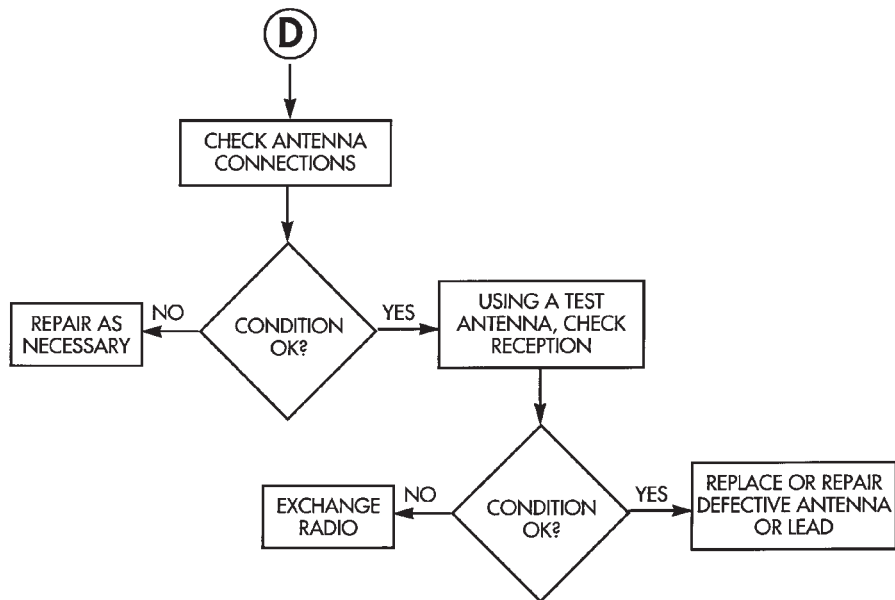 D
CHECK ANTENNA
CONNECTIONS
NO
YES
REPAIR AS
NECESSARY
CONDITION
OK?
USING A TEST
ANTENNA, CHECK
RECEPTION
NO
YES
EXCHANGE
RADIO
CONDITION
OK?
REPLACE OR REPAIR
DEFECTIVE ANTENNA
OR LEAD